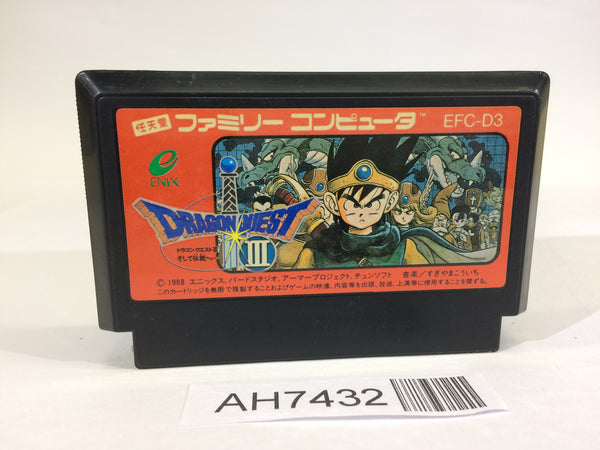 任天堂 ファミリー コンピュータ™ EFC-D3
ENIX
DRAGON QUEST
III
ドラゴンクエストⅢ
そして伝説へ…
© 1988 エニックス, バードスタジオ, アーマープロジェクト, チュンソフト 音楽/すぎやまこういち
このカートリッジを無断で複製することおよびゲームの映像, 内容等を出版, 放送, 上演等に使用することを禁ずる。
AH7432